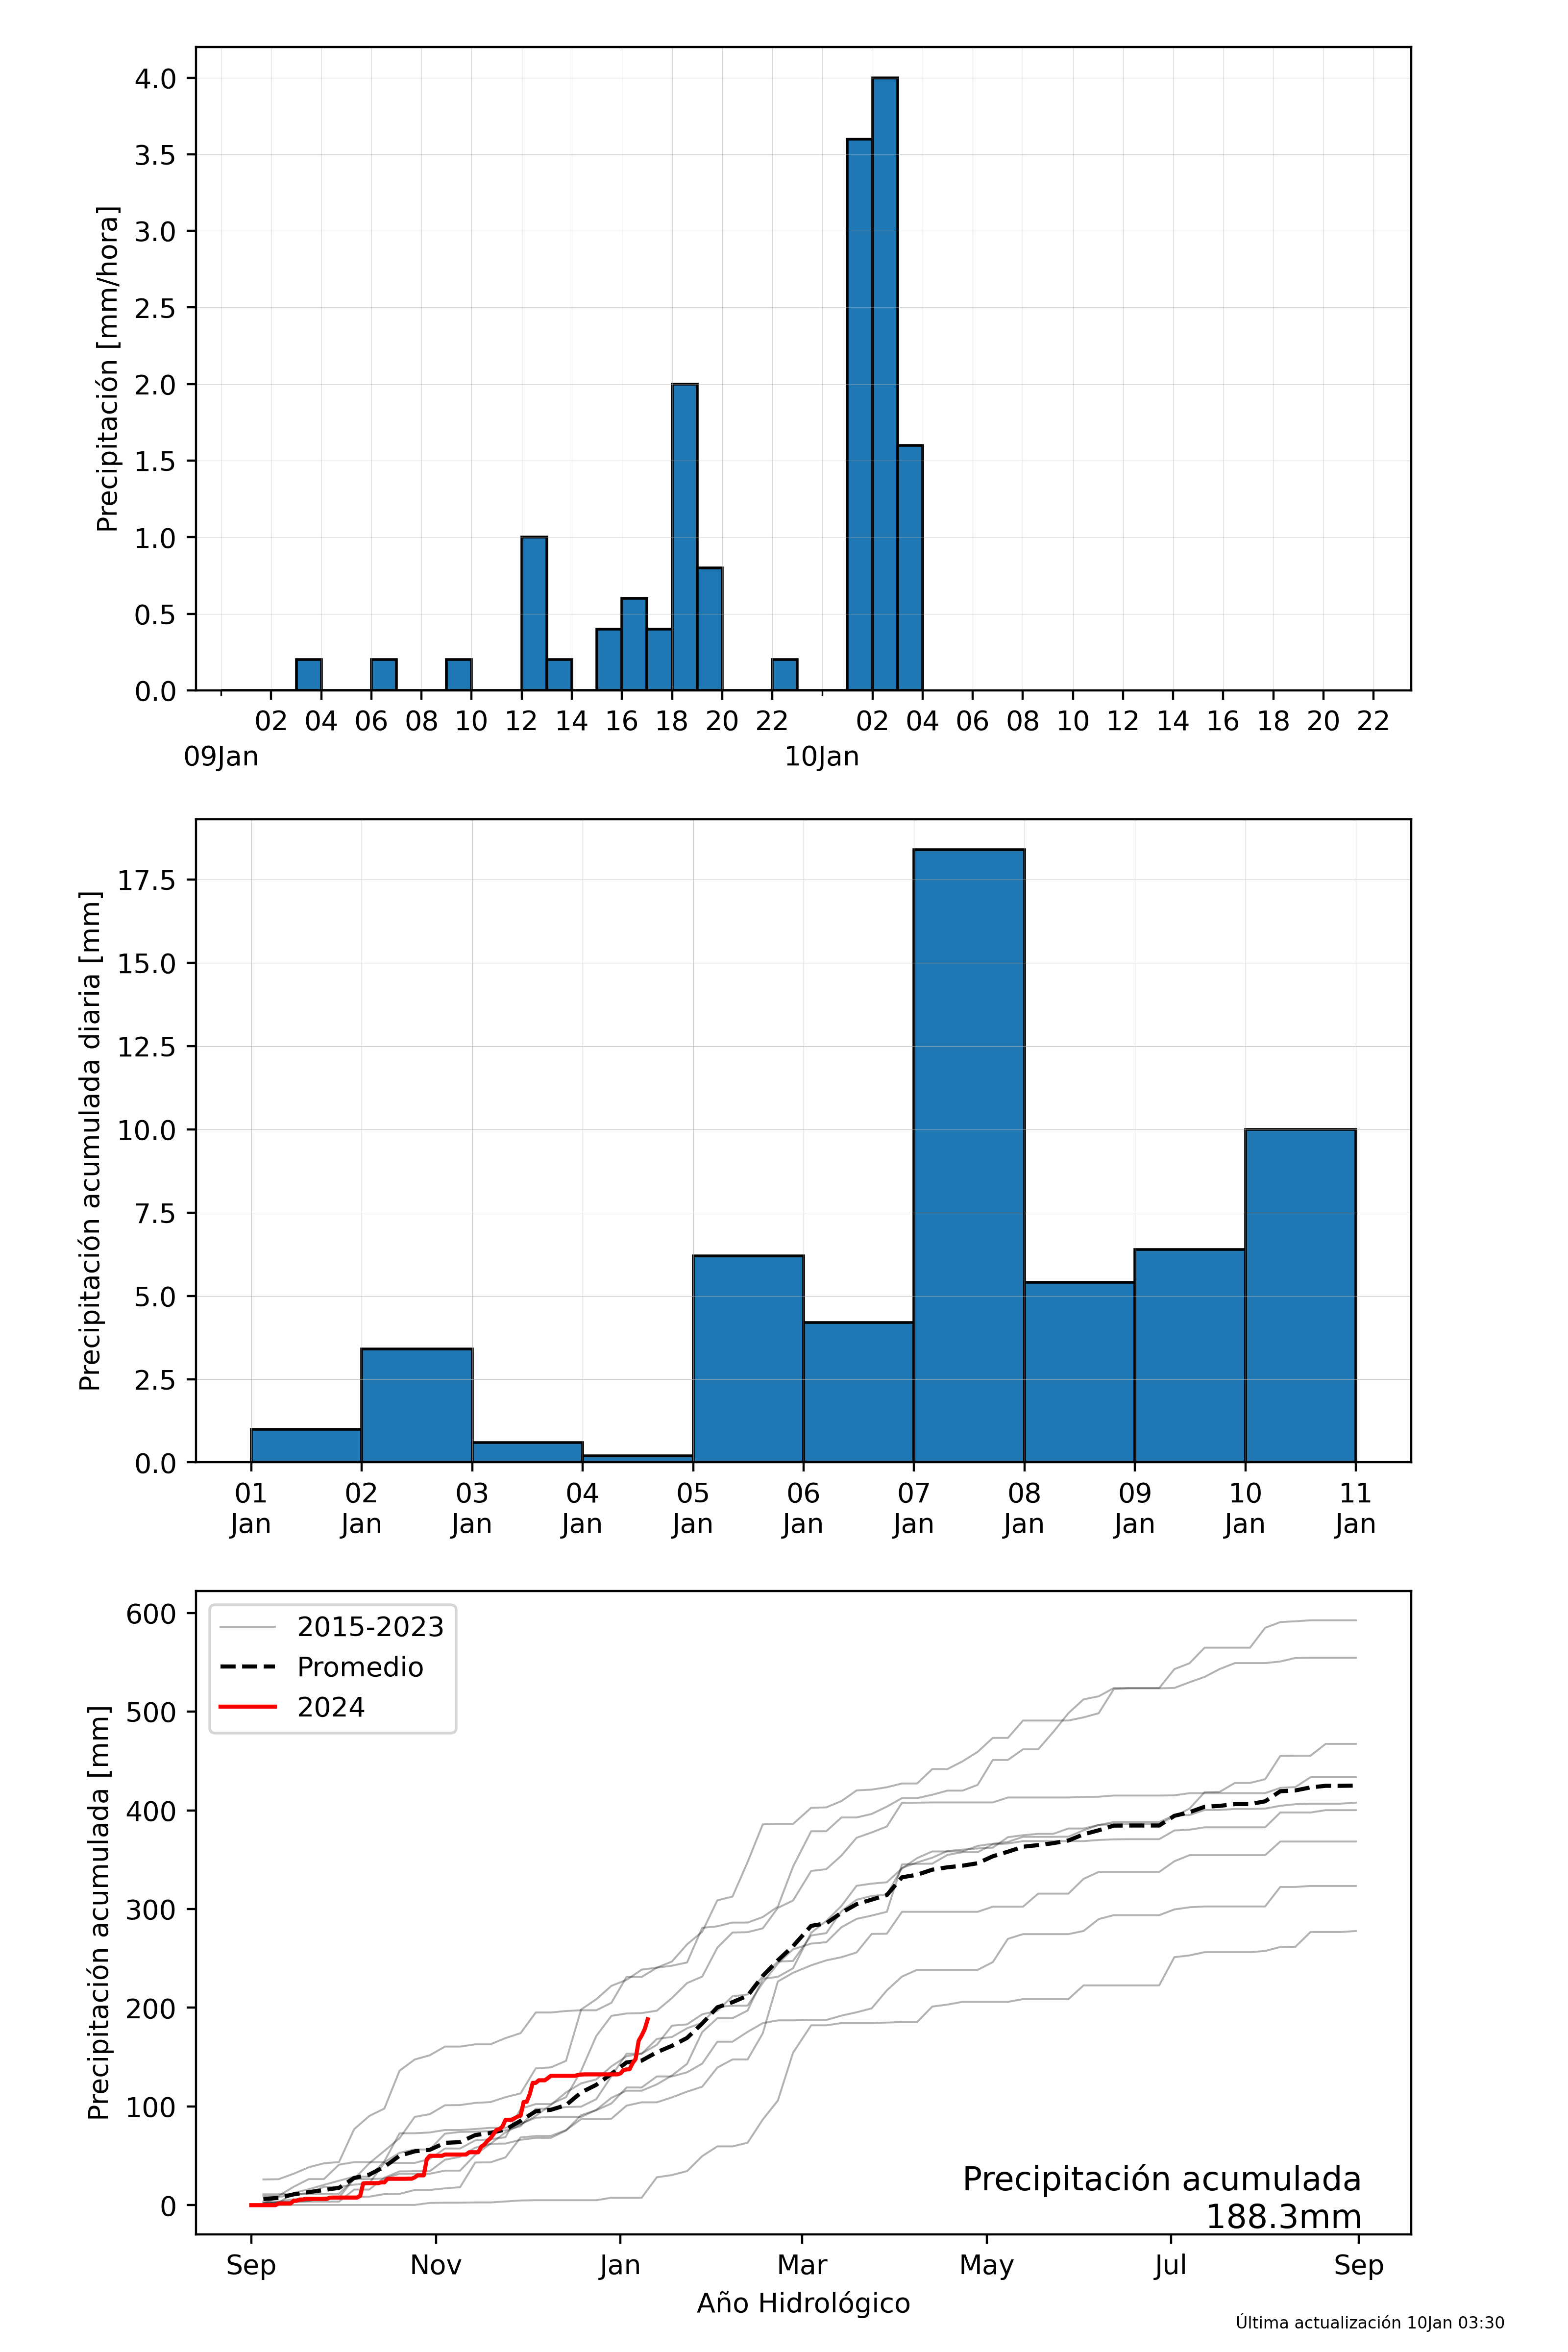 4.0
3.5
3.0
2.5
2.0
1.5
1.0
0.5
0.0
Precipitación [mm/hora]
02 04 06 08 10 12 14 16 18 20 22 02 04 06 08 10 12 14 16 18 20 22
09Jan 10Jan
17.5
15.0
12.5
10.0
7.5
5.0
2.5
0.0
Precipitación acumulada diaria [mm]
01 02 03 04 05 06 07 08 09 10 11
Jan Jan Jan Jan Jan Jan Jan Jan Jan Jan Jan
600
500
400
300
200
100
0
Precipitación acumulada [mm]
2015-2023
Promedio
2024
Precipitación acumulada
188.3mm
Sep Nov Jan Mar May Jul Sep
Año Hidrológico
Última actualización 10Jan 03:30